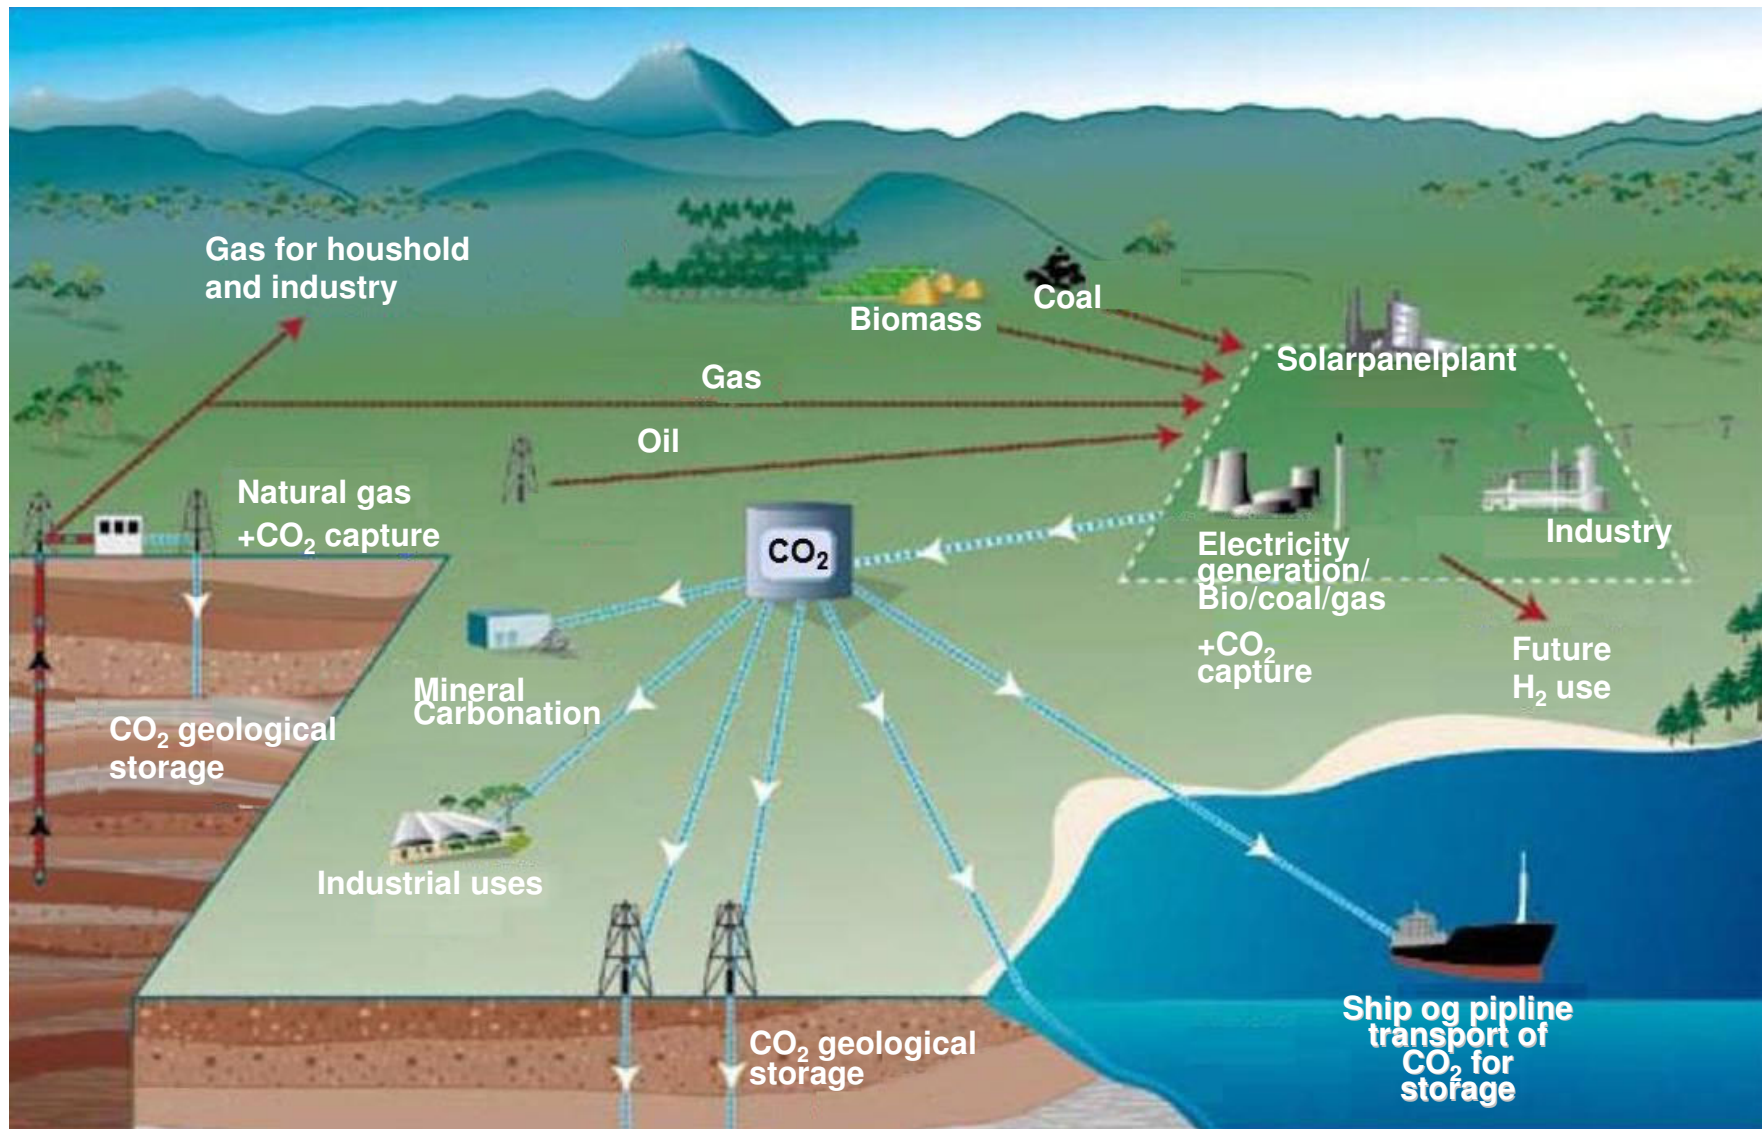 Gas for houshold
and industry
Coal
Biomass
Solarpanelplant
Gas
Oil
Natural gas
+CO₂ capture
CO₂
Electricity
generation/
Bio/coal/gas
+CO₂
capture
Industry
Future
H₂ use
Mineral
Carbonation
CO₂ geological
storage
Industrial uses
CO₂ geological
storage
Ship og pipline
transport of
CO₂ for
storage